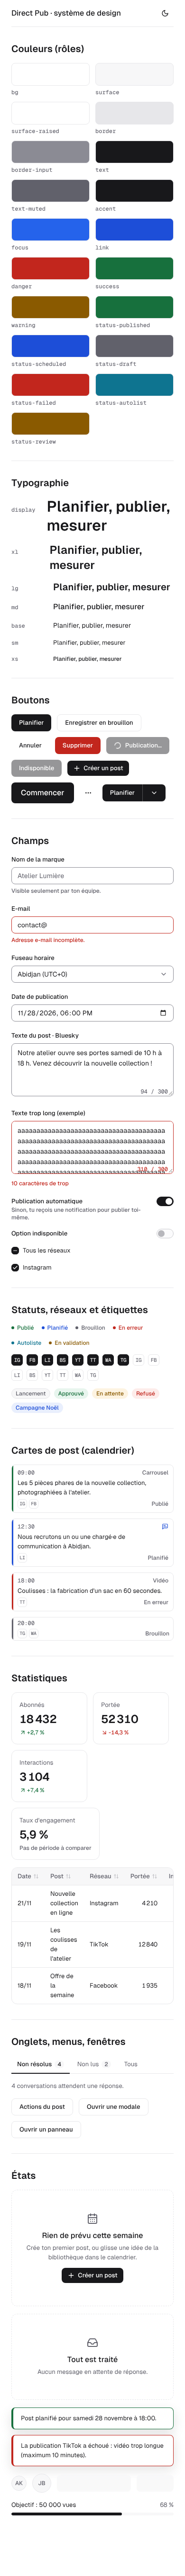 Direct Pub · système de design
Couleurs (rôles)
bg
surface
surface-raised
border
border-input
text
text-muted
accent
focus
link
danger
success
warning
status-published
status-scheduled
status-draft
status-failed
status-autolist
status-review
Typographie
display
Planifier, publier,
mesurer
xl
Planifier, publier,
mesurer
lg
Planifier, publier, mesurer
md
Planifier, publier, mesurer
base
Planifier, publier, mesurer
sm
Planifier, publier, mesurer
xs
Planifier, publier, mesurer
Boutons
Planifier
Enregistrer en brouillon
Annuler
Supprimer
Publication…
Indisponible
Créer un post
Commencer
Planifier
Champs
Nom de la marque
Atelier Lumière
Visible seulement par ton équipe.
E-mail
contact@
Adresse e-mail incomplète.
Fuseau horaire
Abidjan (UTC+0)
Date de publication
11/28/2026, 06:00 PM
Texte du post · Bluesky
Notre atelier ouvre ses portes samedi de 10 h à
18 h. Venez découvrir la nouvelle collection !
94 / 300
Texte trop long (exemple)
310 / 300
10 caractères de trop
Publication automatique
Sinon, tu reçois une notification pour publier toi-
même.
Option indisponible
Tous les réseaux
Instagram
Statuts, réseaux et étiquettes
Publié
Planifié
Brouillon
En erreur
Autoliste
En validation
IG FB LI BS YT TT WA TG IG FB
LI BS YT TT WA TG
Lancement
Approuvé
En attente
Refusé
Campagne Noël
Cartes de post (calendrier)
09:00
Carrousel
Les 5 pièces phares de la nouvelle collection,
photographiées à l'atelier.
IG FB
Publié
12:30
Nous recrutons un ou une chargé·e de
communication à Abidjan.
LI
Planifié
18:00
Vidéo
Coulisses : la fabrication d'un sac en 60 secondes.
TT
En erreur
20:00
TG WA
Brouillon
Statistiques
Abonnés
18 432
+2,7 %
Portée
52 310
-14,3 %
Interactions
3 104
+7,4 %
Taux d'engagement
5,9 %
Pas de période à comparer
Date
Post
Réseau
Portée
In
21/11
Nouvelle
collection
en ligne
Instagram
4 210
19/11
Les
coulisses
de
l'atelier
TikTok
12 840
18/11
Offre de
la
semaine
Facebook
1 935
Onglets, menus, fenêtres
Non résolus 4
Non lus 2
Tous
4 conversations attendent une réponse.
Actions du post
Ouvrir une modale
Ouvrir un panneau
États
Rien de prévu cette semaine
Crée ton premier post, ou glisse une idée de la
bibliothèque dans le calendrier.
Créer un post
Tout est traité
Aucun message en attente de réponse.
Post planifié pour samedi 28 novembre à 18:00.
La publication TikTok a échoué : vidéo trop longue
(maximum 10 minutes).
AK
JB
Objectif : 50 000 vues
68 %